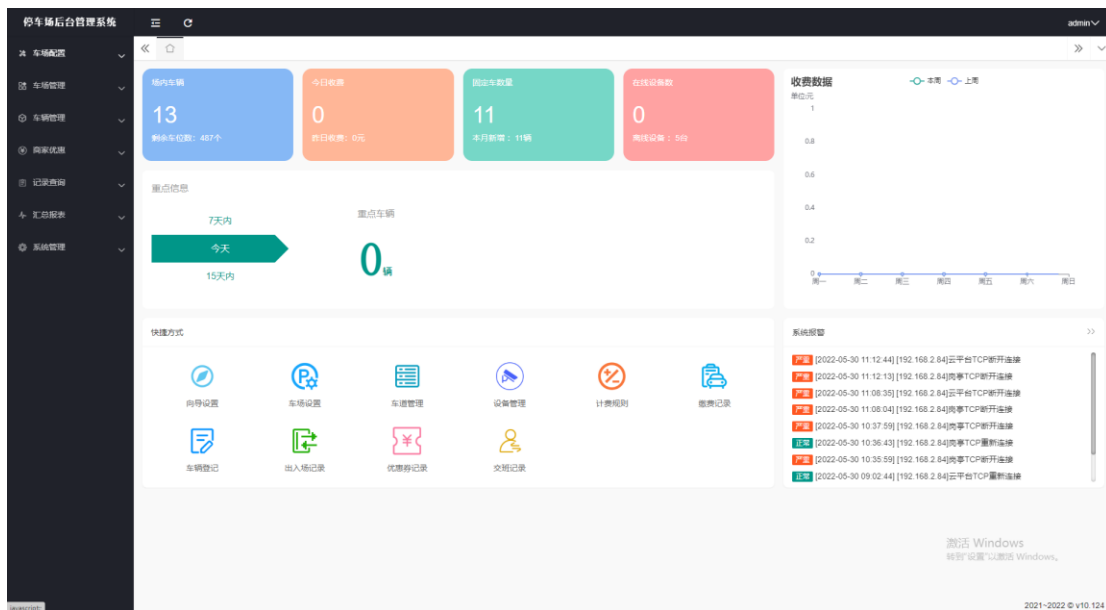 停车场后台管理系统
admin
车场配置
车场管理
车辆管理
商家优惠
记录查询
汇总报表
系统管理
场内车辆
13
剩余车位数：487个
今日收费
0
昨日收费：0元
固定车数量
11
本月新增：11辆
在线设备数
0
离线设备：5台
重点信息
7天内
今天
15天内
重点车辆
0辆
收费数据
本周 上周
单位:元
1
0.8
0.6
0.4
0.2
0
周一 周二 周三 周四 周五 周六 周日
快捷方式
向导设置 车场设置 车道管理 设备管理 计费规则 缴费记录
车辆登记 出入场记录 优惠券记录 交班记录
系统报警
严重 [2022-05-30 11:12:44] [192.168.2.84]云平台TCP断开连接
严重 [2022-05-30 11:12:13] [192.168.2.84]岗亭TCP断开连接
严重 [2022-05-30 11:08:35] [192.168.2.84]云平台TCP断开连接
严重 [2022-05-30 11:08:04] [192.168.2.84]岗亭TCP断开连接
严重 [2022-05-30 10:37:59] [192.168.2.84]岗亭TCP断开连接
正常 [2022-05-30 10:36:43] [192.168.2.84]岗亭TCP重新连接
严重 [2022-05-30 10:35:59] [192.168.2.84]岗亭TCP断开连接
正常 [2022-05-30 09:02:44] [192.168.2.84]云平台TCP重新连接
激活 Windows
转到"设置"以激活 Windows。
javascript:
2021~2022 © v10.124